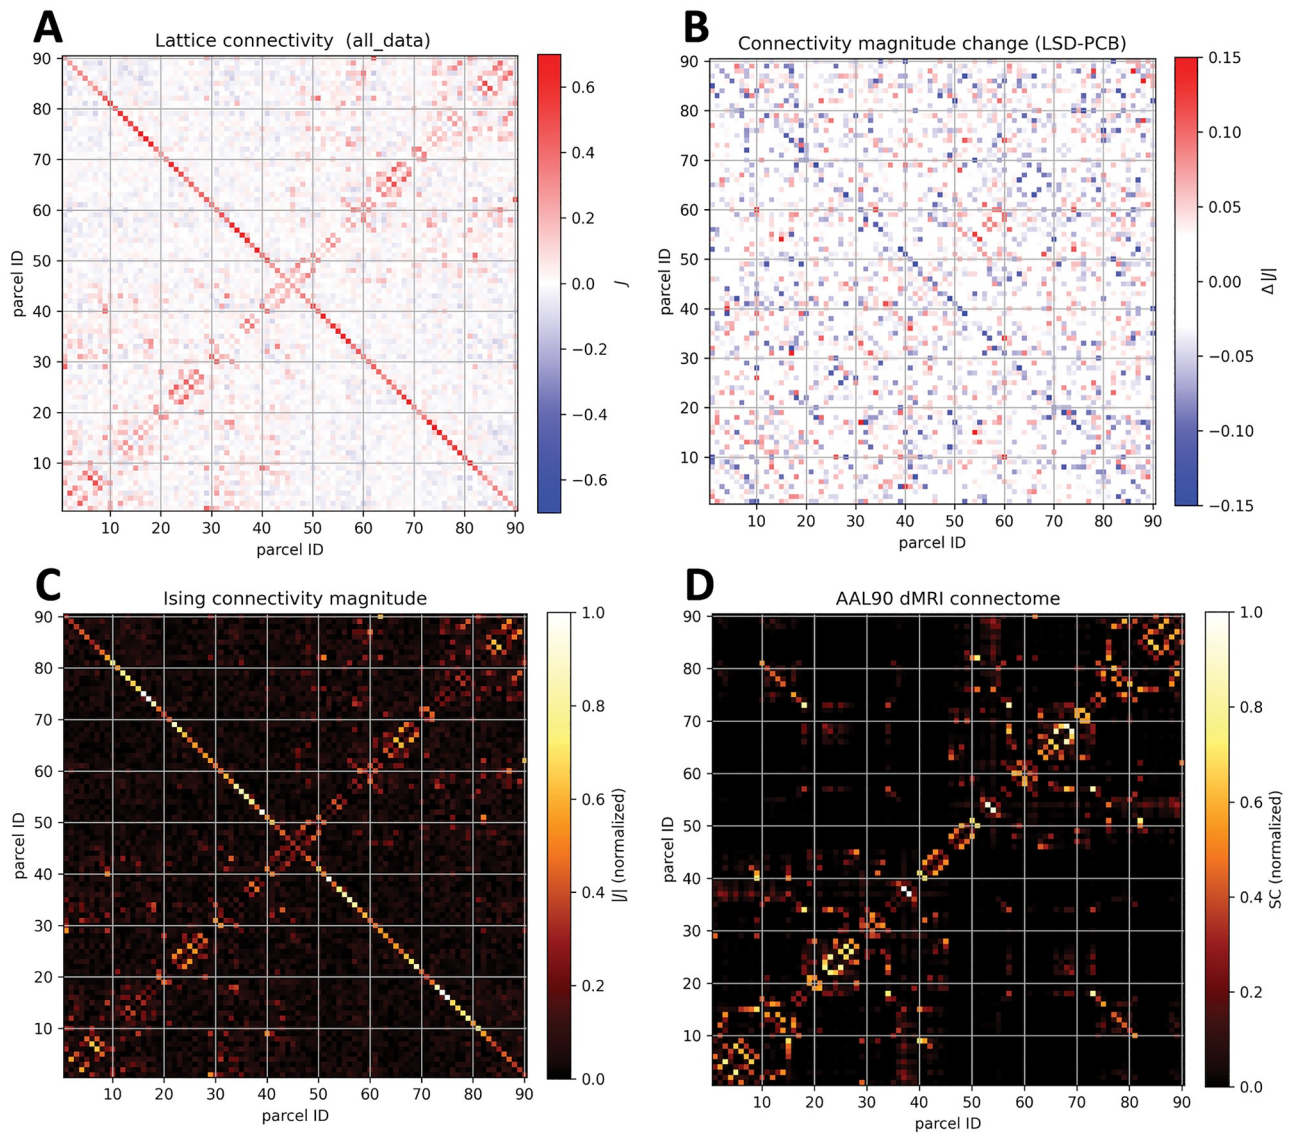 A
Lattice connectivity (all_data)
90
80
70
60
50
40
30
20
10
10 20 30 40 50 60 70 80 90
parcel ID
parcel ID
0.6
0.4
0.2
0.0
−0.2
−0.4
−0.6
J
B
Connectivity magnitude change (LSD-PCB)
90
80
70
60
50
40
30
20
10
10 20 30 40 50 60 70 80 90
parcel ID
parcel ID
0.15
0.10
0.05
0.00
−0.05
−0.10
−0.15
Δ |J|
C
Ising connectivity magnitude
90
80
70
60
50
40
30
20
10
10 20 30 40 50 60 70 80 90
parcel ID
parcel ID
1.0
0.8
0.6
0.4
0.2
0.0
|J| (normalized)
D
AAL90 dMRI connectome
90
80
70
60
50
40
30
20
10
10 20 30 40 50 60 70 80 90
parcel ID
parcel ID
1.0
0.8
0.6
0.4
0.2
0.0
SC (normalized)